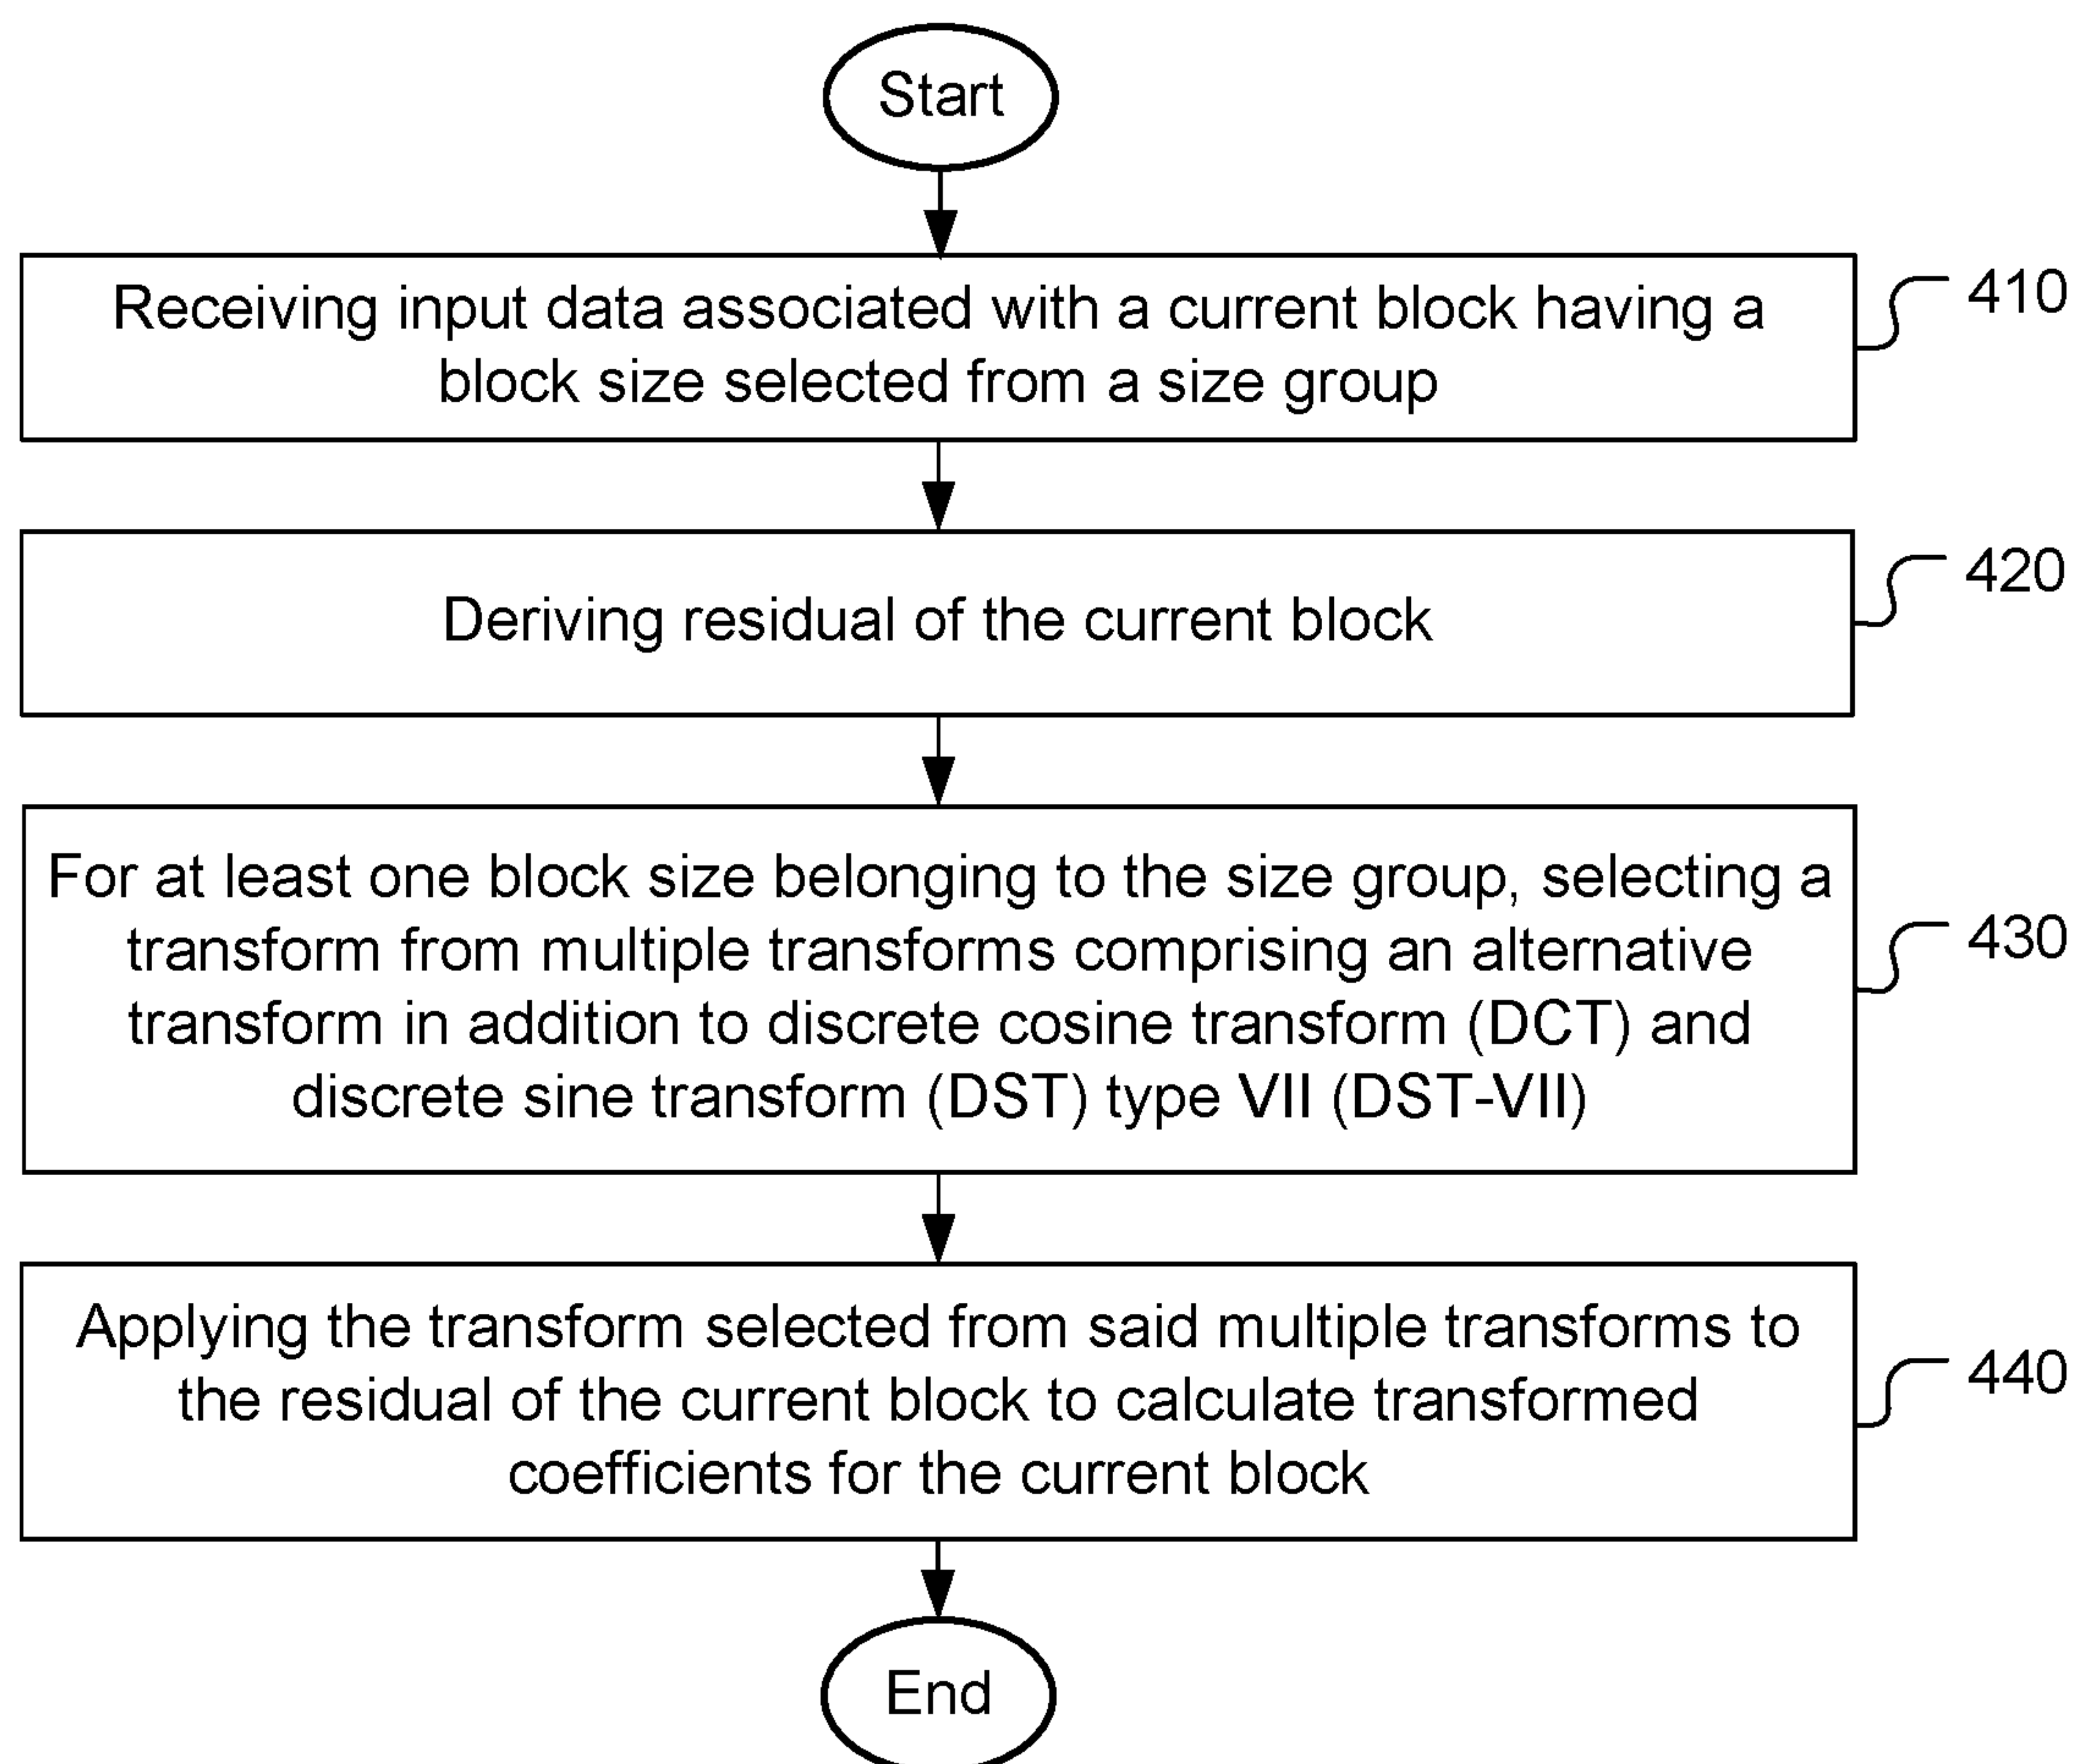 Start
Receiving input data associated with a current block having a
block size selected from a size group
410
Deriving residual of the current block
420
For at least one block size belonging to the size group, selecting a
transform from multiple transforms comprising an alternative
transform in addition to discrete cosine transform (DCT) and
discrete sine transform (DST) type VII (DST-VII)
430
Applying the transform selected from said multiple transforms to
the residual of the current block to calculate transformed
coefficients for the current block
440
End